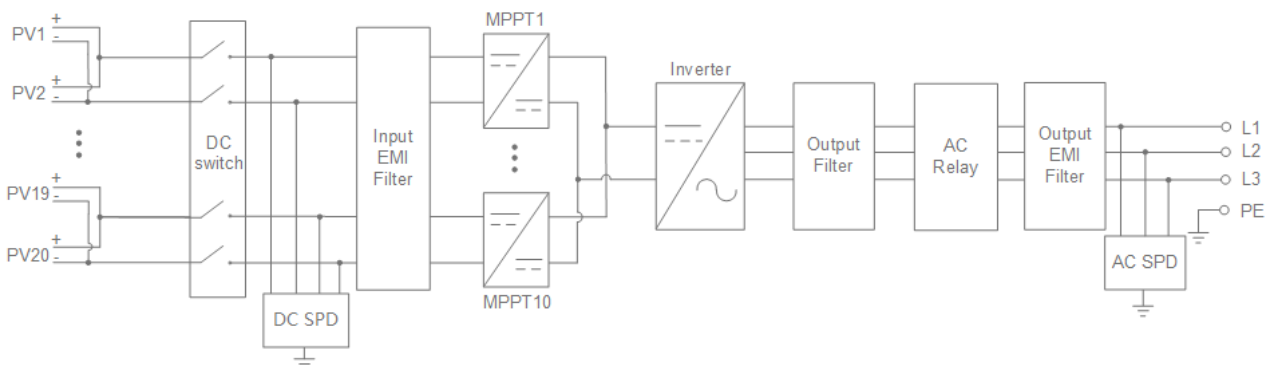 PV1
+
-
PV2
+
-
PV19
+
-
PV20
+
-
DC
switch
DC SPD
Input
EMI
Filter
MPPT1
MPPT10
Inverter
Output
Filter
AC
Relay
Output
EMI
Filter
L1
L2
L3
PE
AC SPD